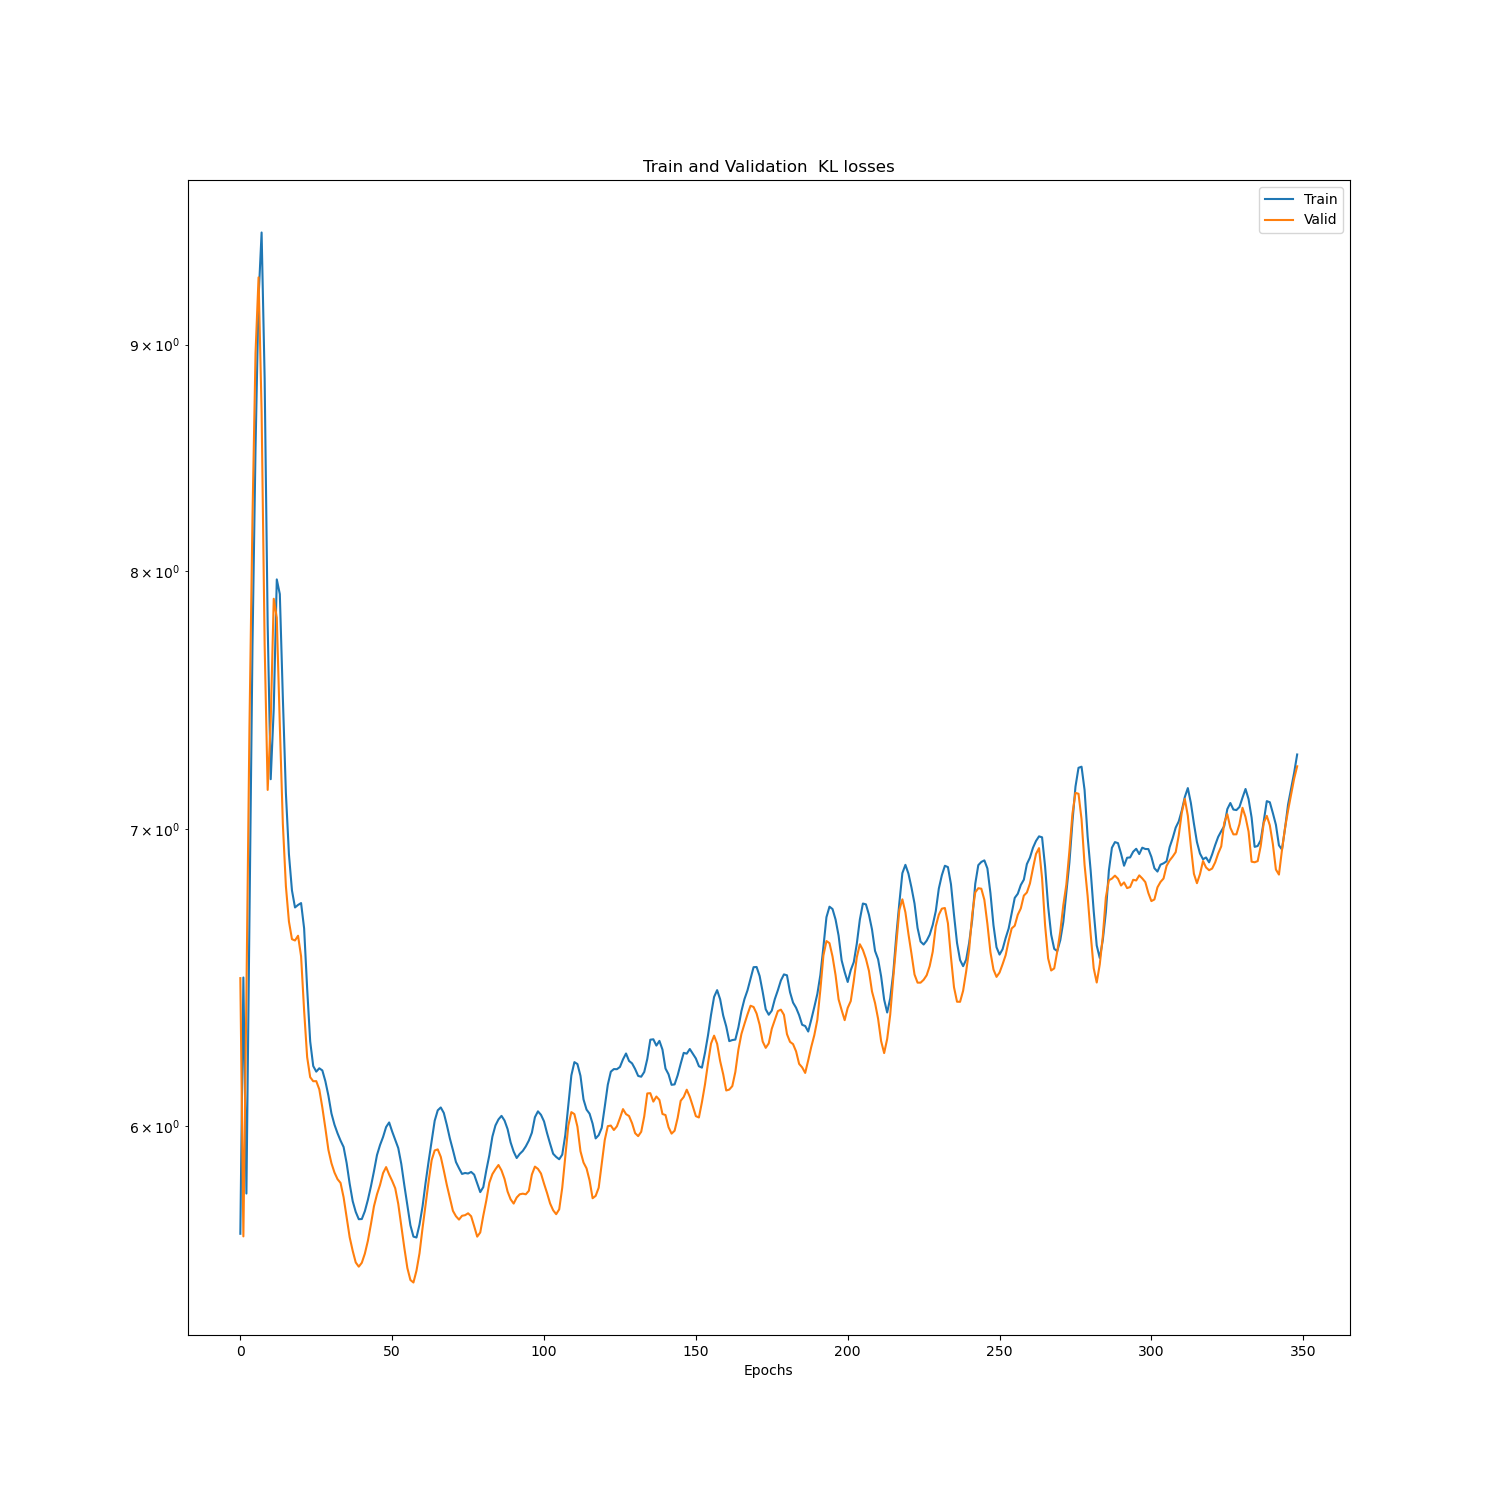 Train and Validation  KL losses
Train
Valid
9 × 10⁰
8 × 10⁰
7 × 10⁰
6 × 10⁰
0 50 100 150 200 250 300 350
Epochs